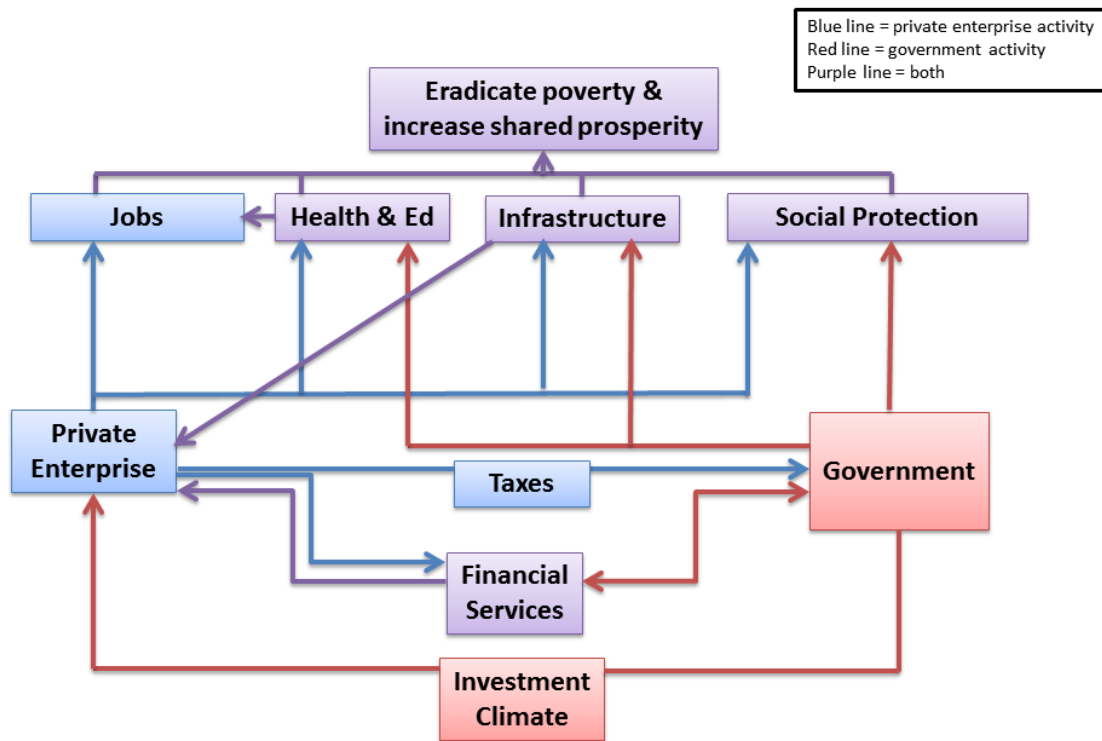 Blue line = private enterprise activity
Red line = government activity
Purple line = both
Eradicate poverty &
increase shared prosperity
Jobs
Health & Ed
Infrastructure
Social Protection
Private
Enterprise
Taxes
Government
Financial
Services
Investment
Climate